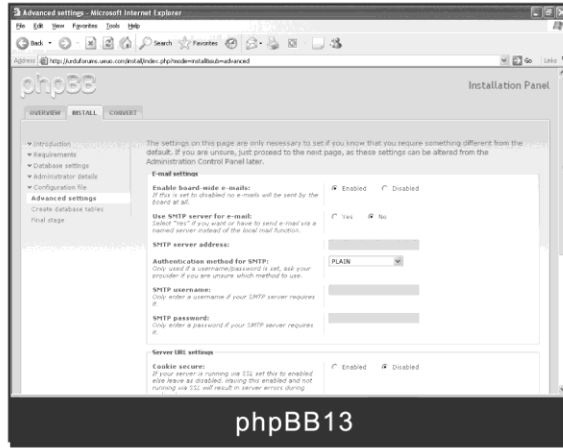 Advanced settings - Microsoft Internet Explorer
File Edit View Favorites Tools Help
Back Search Favorites
Address http://urduforums.unuo.com/install/index.php?mode=install&sub=advanced Go Links
phpBB
Installation Panel
OVERVIEW INSTALL CONVERT
Introduction
Requirements
Database settings
Administrator details
Configuration file
Advanced settings
Create database tables
Final stage
The settings on this page are only necessary to set if you know that you require something different from the
default. If you are unsure, just proceed to the next page, as these settings can be altered from the
Administration Control Panel later.
E-mail settings
Enable board-wide e-mails:
If this is set to disabled no e-mails will be sent by the
board at all.
Enabled Disabled
Use SMTP server for e-mail:
Select "Yes" if you want or have to send e-mail via a
named server instead of the local mail function.
Yes No
SMTP server address:
Authentication method for SMTP:
Only used if a username/password is set, ask your
provider if you are unsure which method to use.
PLAIN
SMTP username:
Only enter a username if your SMTP server requires
it.
SMTP password:
Only enter a password if your SMTP server requires
it.
Server URL settings
Cookie secure:
If your server is running via SSL set this to enabled
else leave as disabled. Having this enabled and not
running via SSL will result in server errors during
Enabled Disabled
phpBB13